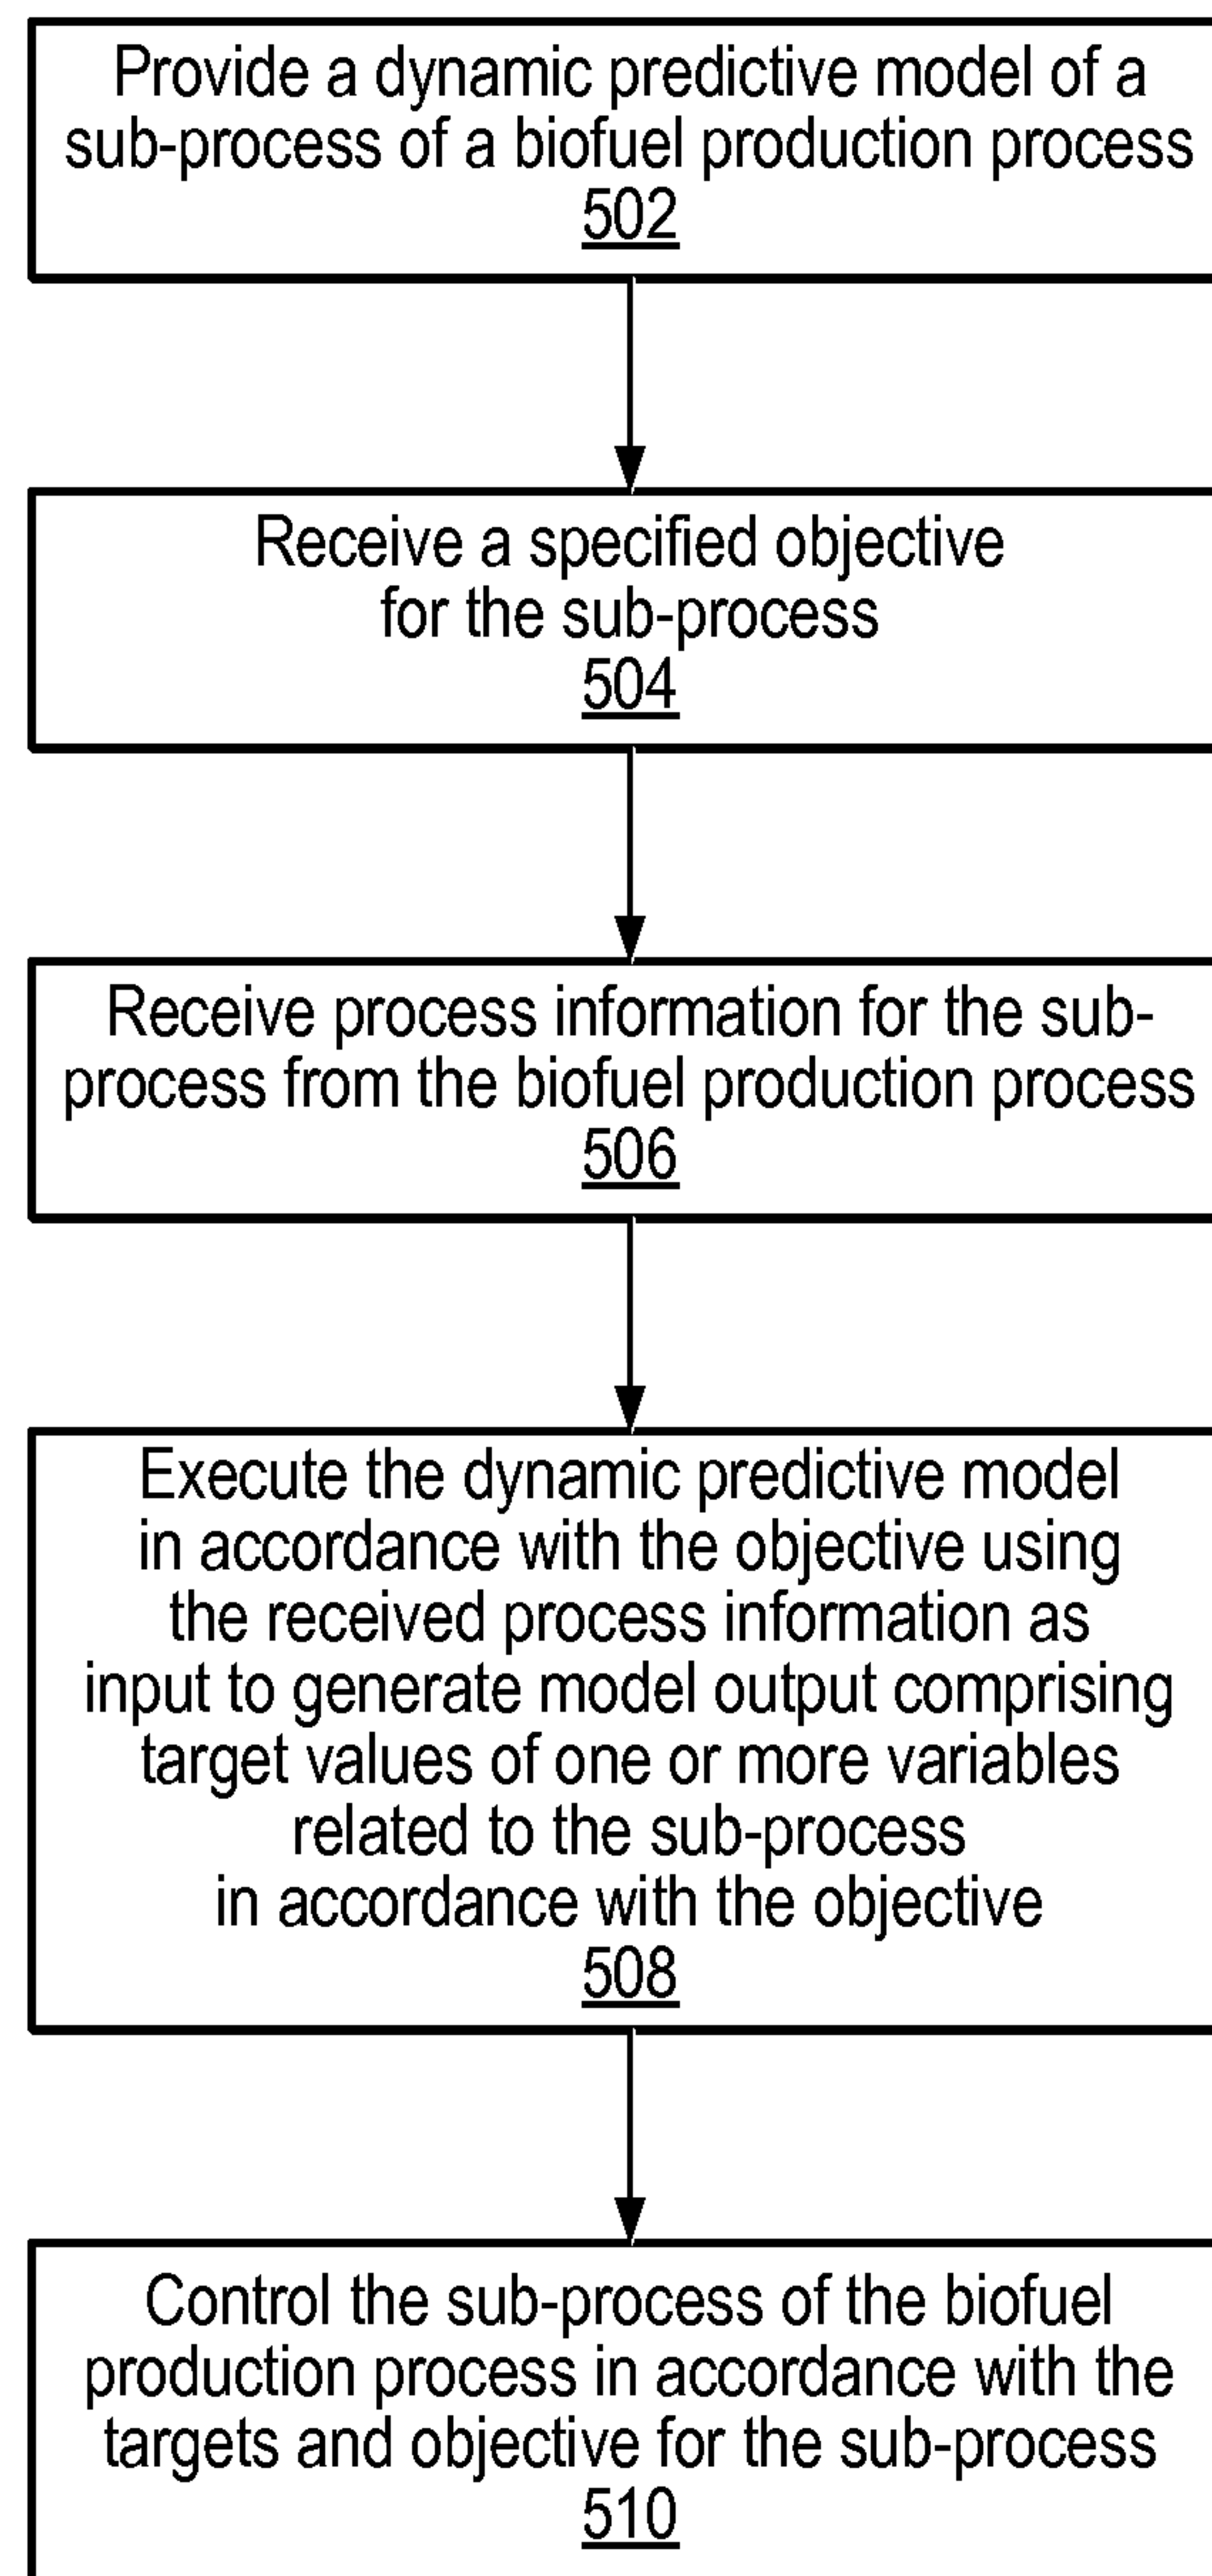 Provide a dynamic predictive model of a
sub-process of a biofuel production process
502
Receive a specified objective
for the sub-process
504
Receive process information for the sub-
process from the biofuel production process
506
Execute the dynamic predictive model
in accordance with the objective using
the received process information as
input to generate model output comprising
target values of one or more variables
related to the sub-process
in accordance with the objective
508
Control the sub-process of the biofuel
production process in accordance with the
targets and objective for the sub-process
510